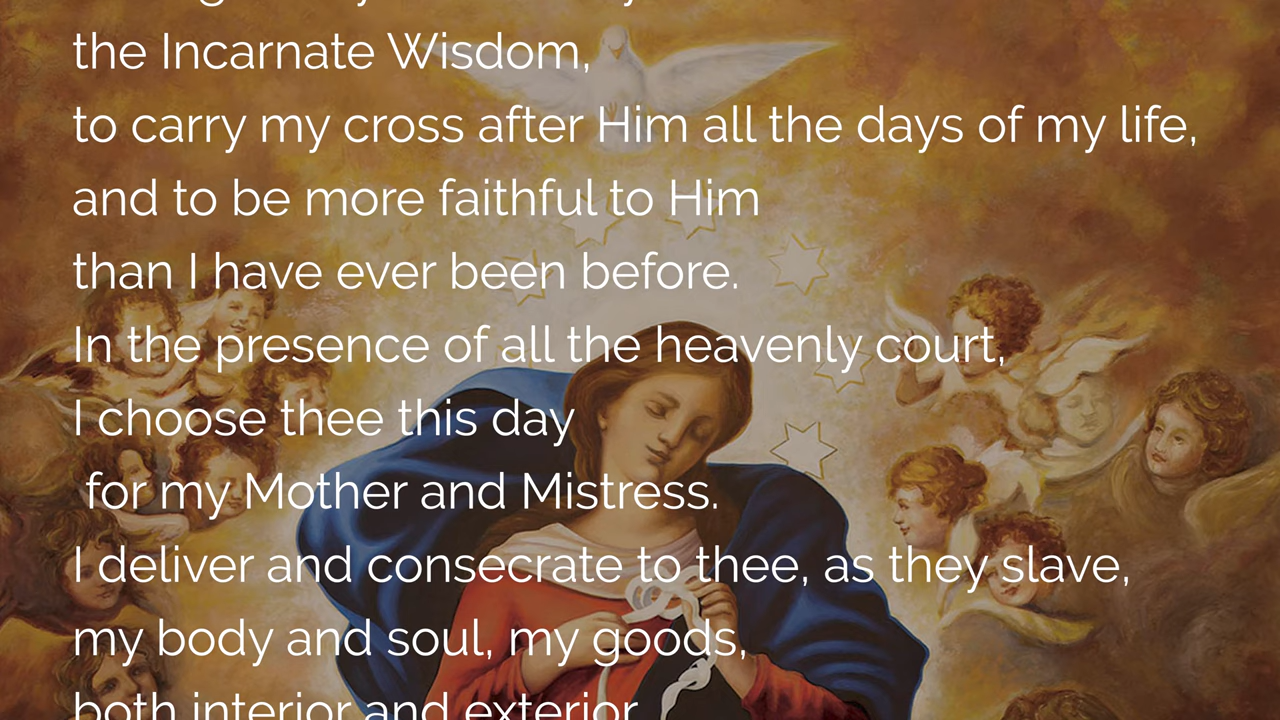 the Incarnate Wisdom,
to carry my cross after Him all the days of my life,
and to be more faithful to Him
than I have ever been before.
In the presence of all the heavenly court,
I choose thee this day
for my Mother and Mistress.
I deliver and consecrate to thee, as they slave,
my body and soul, my goods,
both interior and exterior